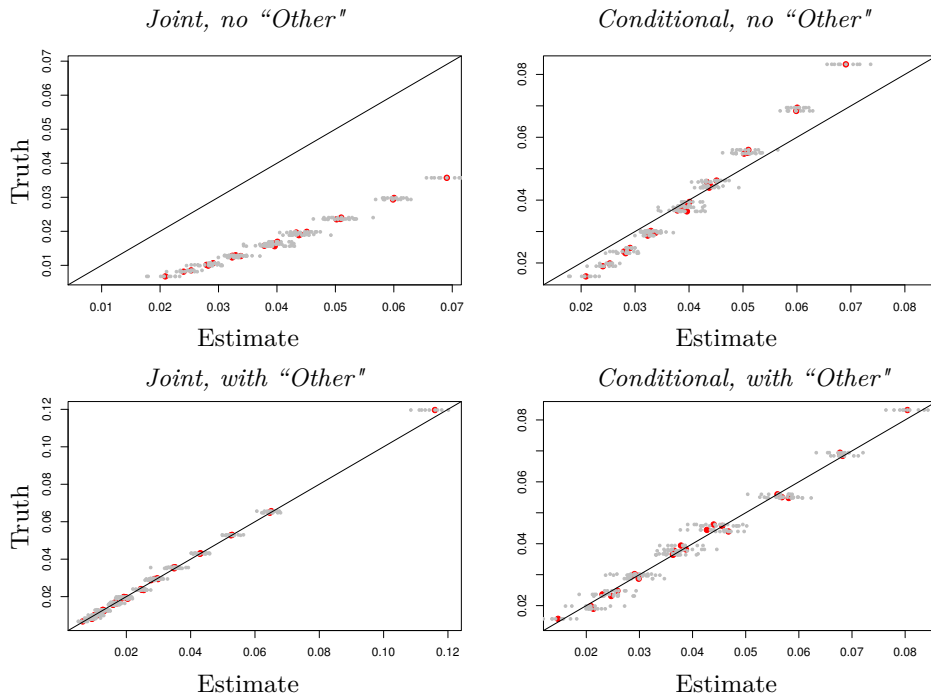 Joint, no “Other"
Conditional, no “Other"
Truth
0.01 0.02 0.03 0.04 0.05 0.06 0.07
0.02 0.04 0.06 0.08
0.01 0.02 0.03 0.04 0.05 0.06 0.07
0.02 0.03 0.04 0.05 0.06 0.07 0.08
Estimate
Estimate
Joint, with “Other"
Conditional, with “Other"
Truth
0.02 0.04 0.06 0.08 0.10 0.12
0.02 0.04 0.06 0.08
0.02 0.04 0.06 0.08 0.10 0.12
0.02 0.03 0.04 0.05 0.06 0.07 0.08
Estimate
Estimate